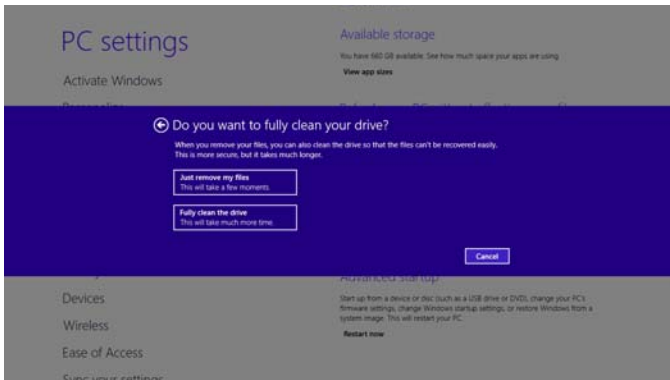 PC settings
Activate Windows
Available storage
You have 660 GB available. See how much space your apps are using.
View app sizes
Do you want to fully clean your drive?
When you remove your files, you can also clean the drive so that the files can't be recovered easily.
This is more secure, but it takes much longer.
Just remove my files
This will take a few moments.
Fully clean the drive
This will take much more time.
Cancel
Devices
Wireless
Ease of Access
Sync your settings
Advanced startup
Start up from a device or disc (such as a USB drive or DVD), change your PC's
firmware settings, change Windows startup settings, or restore Windows from a
system image. This will restart your PC.
Restart now